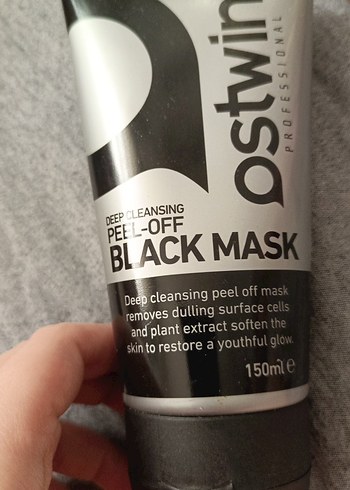 ostwin
PROFESSIONAL
DEEP CLEANSING
PEEL-OFF
BLACK MASK
Deep cleansing peel off mask
removes dulling surface cells
and plant extract soften the
skin to restore a youthful glow.
150ml ℮